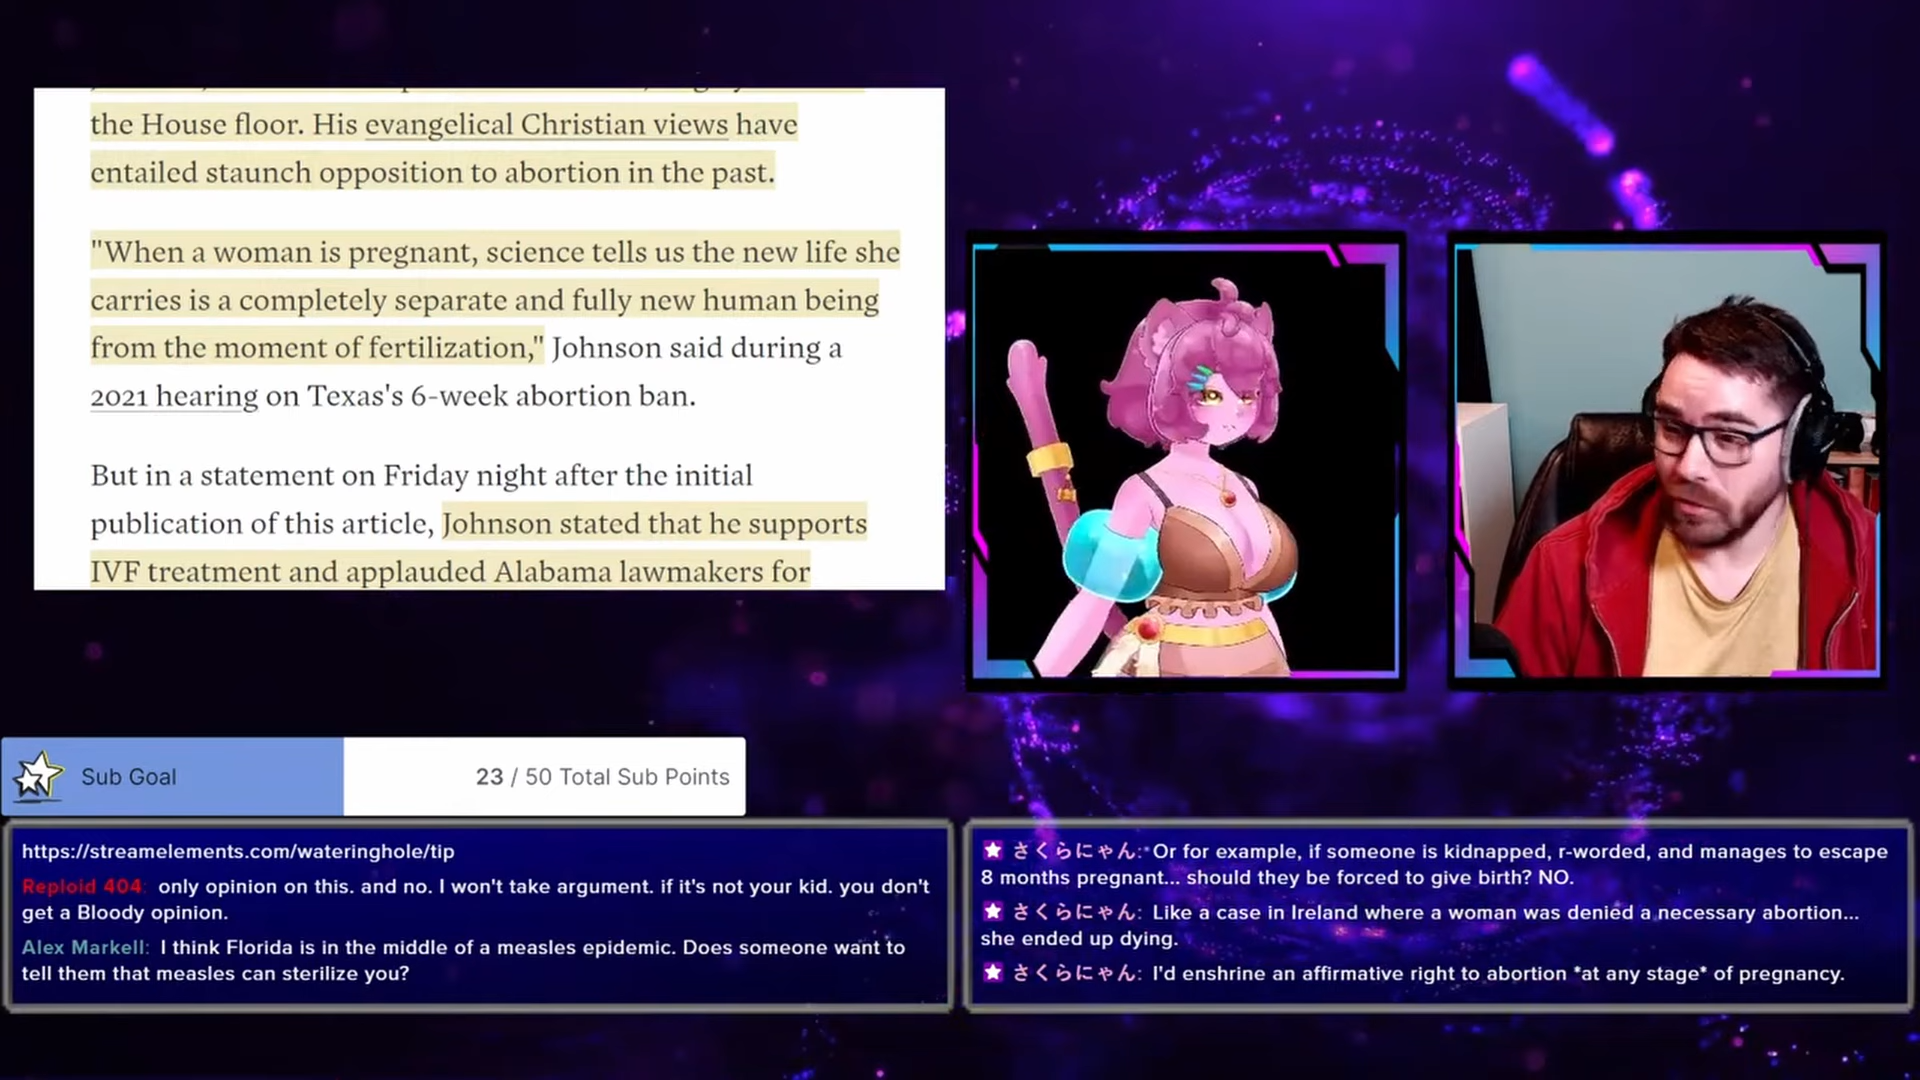 the House floor. His evangelical Christian views have
entailed staunch opposition to abortion in the past.
"When a woman is pregnant, science tells us the new life she
carries is a completely separate and fully new human being
from the moment of fertilization," Johnson said during a
2021 hearing on Texas's 6-week abortion ban.
But in a statement on Friday night after the initial
publication of this article, Johnson stated that he supports
IVF treatment and applauded Alabama lawmakers for
Sub Goal
23 / 50 Total Sub Points
https://streamelements.com/wateringhole/tip
Reploid 404: only opinion on this. and no. I won't take argument. if it's not your kid. you don't
get a Bloody opinion.
Alex Markell: I think Florida is in the middle of a measles epidemic. Does someone want to
tell them that measles can sterilize you?
さくらにゃん: Or for example, if someone is kidnapped, r-worded, and manages to escape
8 months pregnant... should they be forced to give birth? NO.
さくらにゃん: Like a case in Ireland where a woman was denied a necessary abortion...
she ended up dying.
さくらにゃん: I'd enshrine an affirmative right to abortion *at any stage* of pregnancy.